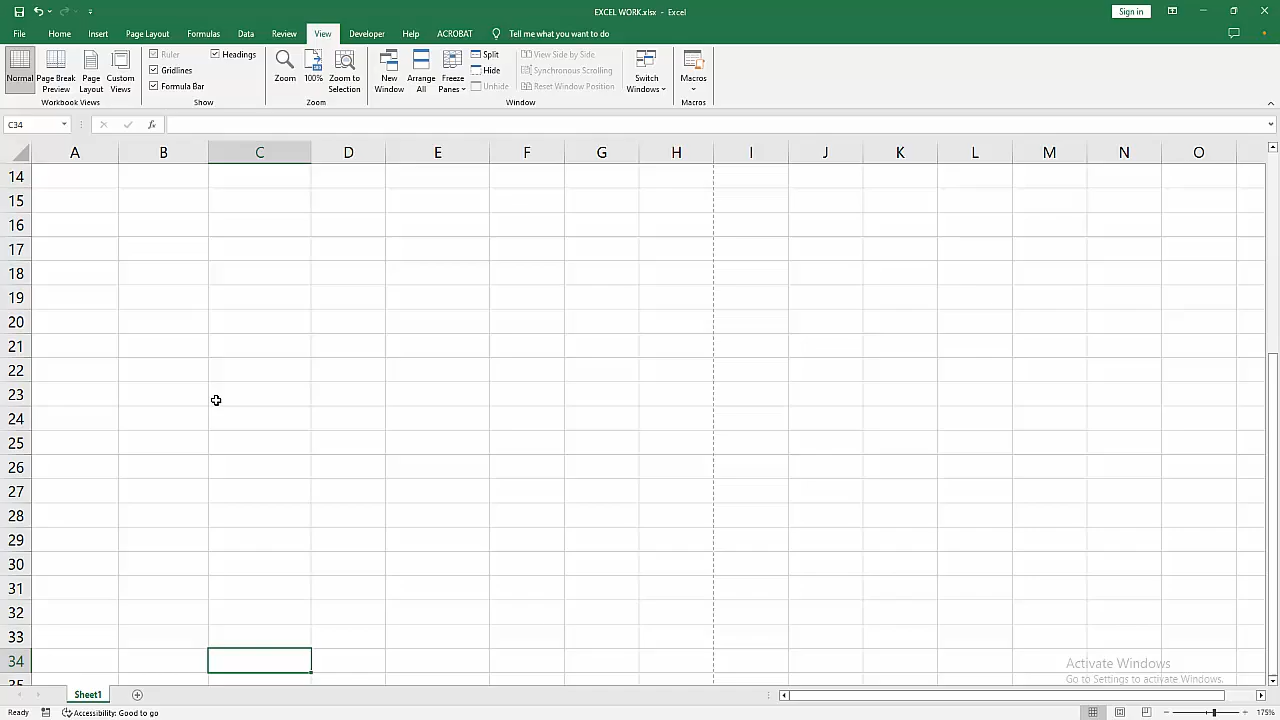 EXCEL WORK.xlsx - Excel
Sign in
File Home Insert Page Layout Formulas Data Review View Developer Help ACROBAT Tell me what you want to do
Normal
Page Break Preview
Page Layout
Custom Views
Workbook Views
Ruler
Gridlines
Formula Bar
Headings
Show
Zoom
100%
Zoom to Selection
Zoom
New Window
Arrange All
Freeze Panes
Split
Hide
Unhide
View Side by Side
Synchronous Scrolling
Reset Window Position
Window
Switch Windows
Macros
Macros
C34
fx
A B C D E F G H I J K L M N O
14
15
16
17
18
19
20
21
22
23
24
25
26
27
28
29
30
31
32
33
34
35
Activate Windows
Go to Settings to activate Windows.
Sheet1
Ready
Accessibility: Good to go
175%